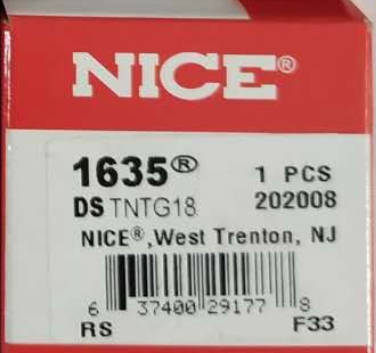 NICE®
1635® 1 PCS
DS TNTG18 202008
NICE®,West Trenton, NJ
6 37400 29177 8
RS F33